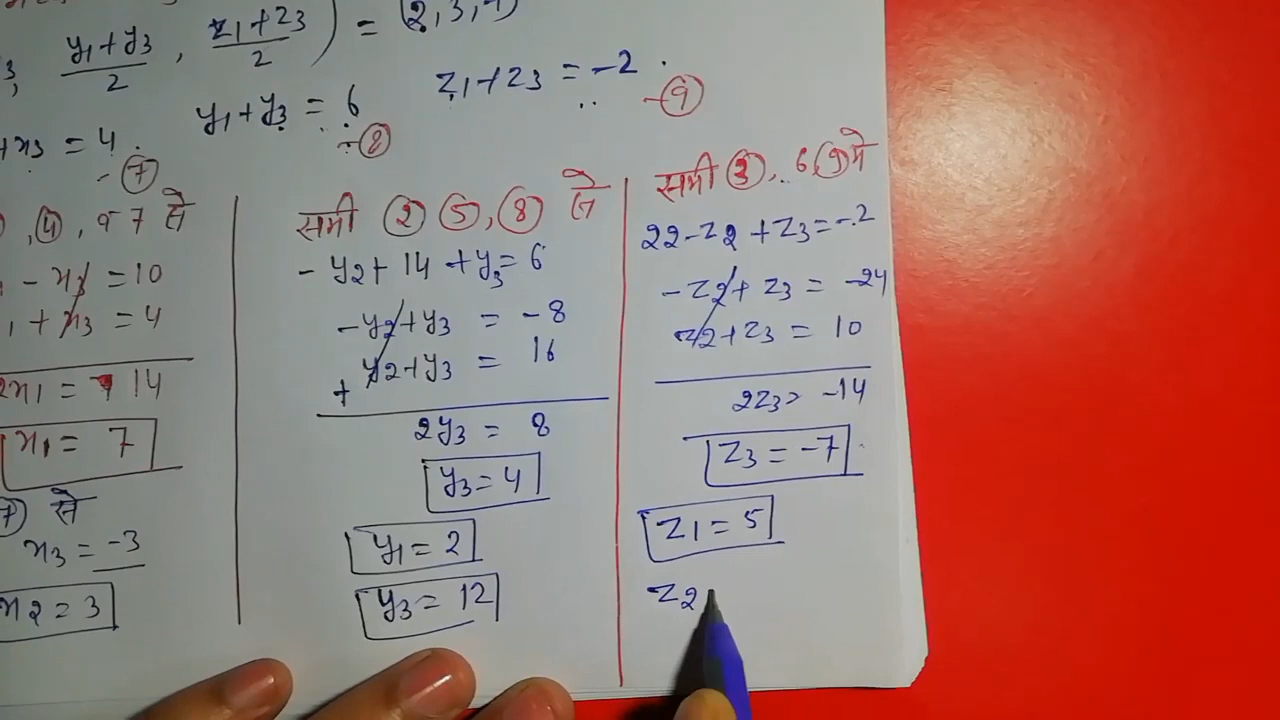 , y1+y3/2 , z1+z3/2 ) = (2, 3, -1)
+x3 = 4 . - ⑦
y1+y3 = 6 - ⑧
z1+z3 = -2 . - ⑨
, ④, व 7 से
- x3 = 10
1 + x3 = 4
2x1 = 14
x1 = 7
⑦ से
x3 = -3
x2 = 3
समी ② ⑤, ⑧ से
- y2 + 14 + y3 = 6
- y2 + y3 = -8
+ y2 + y3 = 16
2y3 = 8
y3 = 4
y1 = 2
y3 = 12
समी ③, 6, ⑨ मे
22 - z2 + z3 = -2
- z2 + z3 = -24
z2 + z3 = 10
2z3 = -14
z3 = -7
z1 = 5
z2